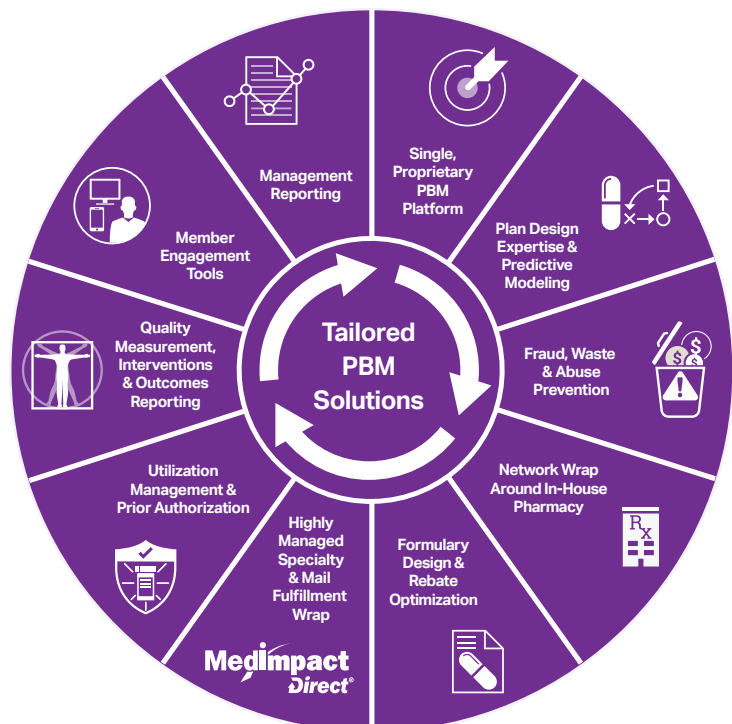 Tailored
PBM
Solutions
Single,
Proprietary
PBM
Platform
Plan Design
Expertise &
Predictive
Modeling
Fraud, Waste
& Abuse
Prevention
$
$
$
Network Wrap
Around In-House
Pharmacy
Rx
Formulary
Design &
Rebate
Optimization
Highly
Managed
Specialty
& Mail
Fulfillment
Wrap
MedImpact
Direct®
Utilization
Management &
Prior Authorization
Quality
Measurement,
Interventions
& Outcomes
Reporting
Member
Engagement
Tools
Management
Reporting